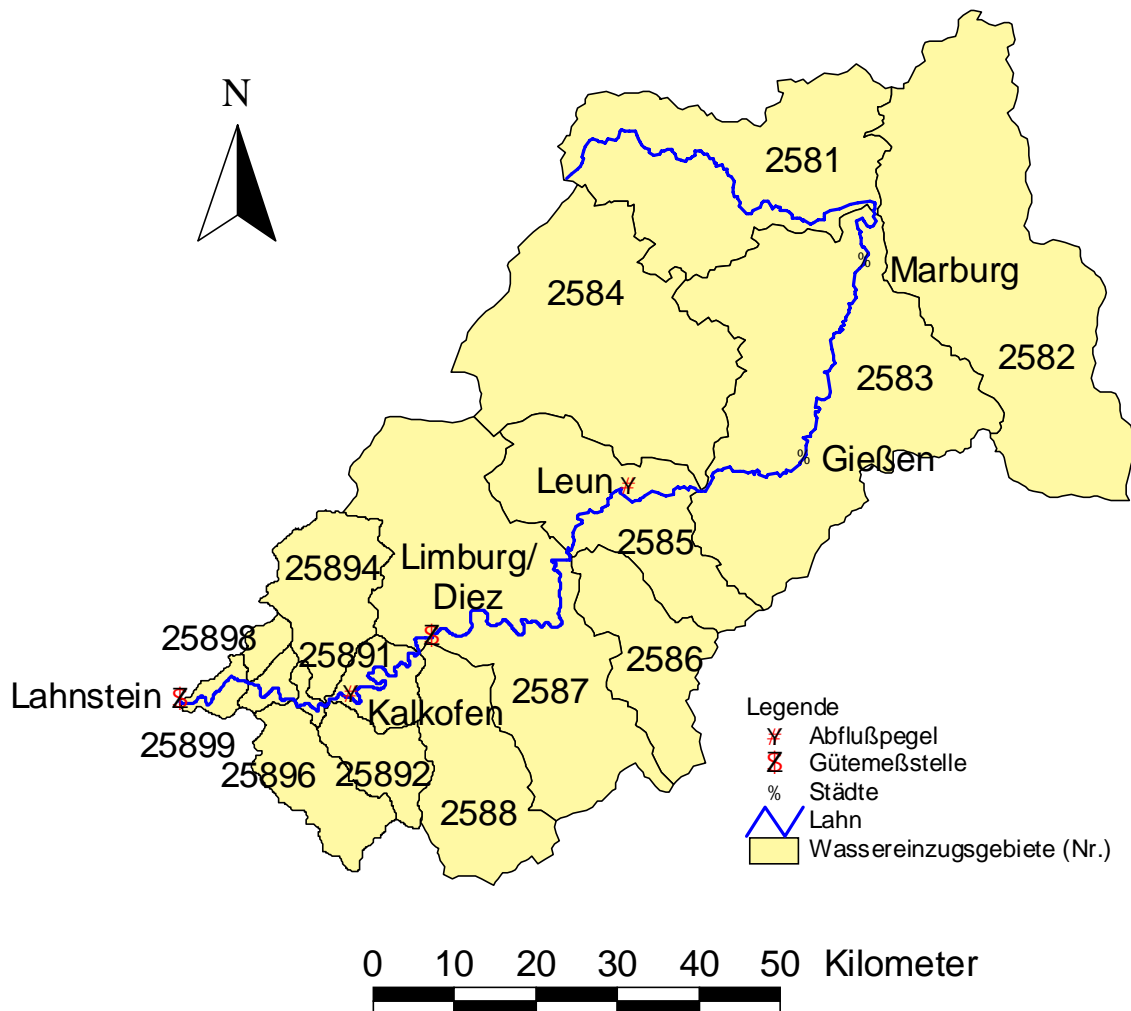 N
2581
Marburg
2584
2582
2583
Gießen
Leun
2585
Limburg/
Diez
25894
25898
25891
2586
Lahnstein
2587
Kalkofen
25899
25896
25892
2588
Legende
Abflußpegel
Gütemeßstelle
% Städte
Lahn
Wassereinzugsgebiete (Nr.)
0 10 20 30 40 50 Kilometer